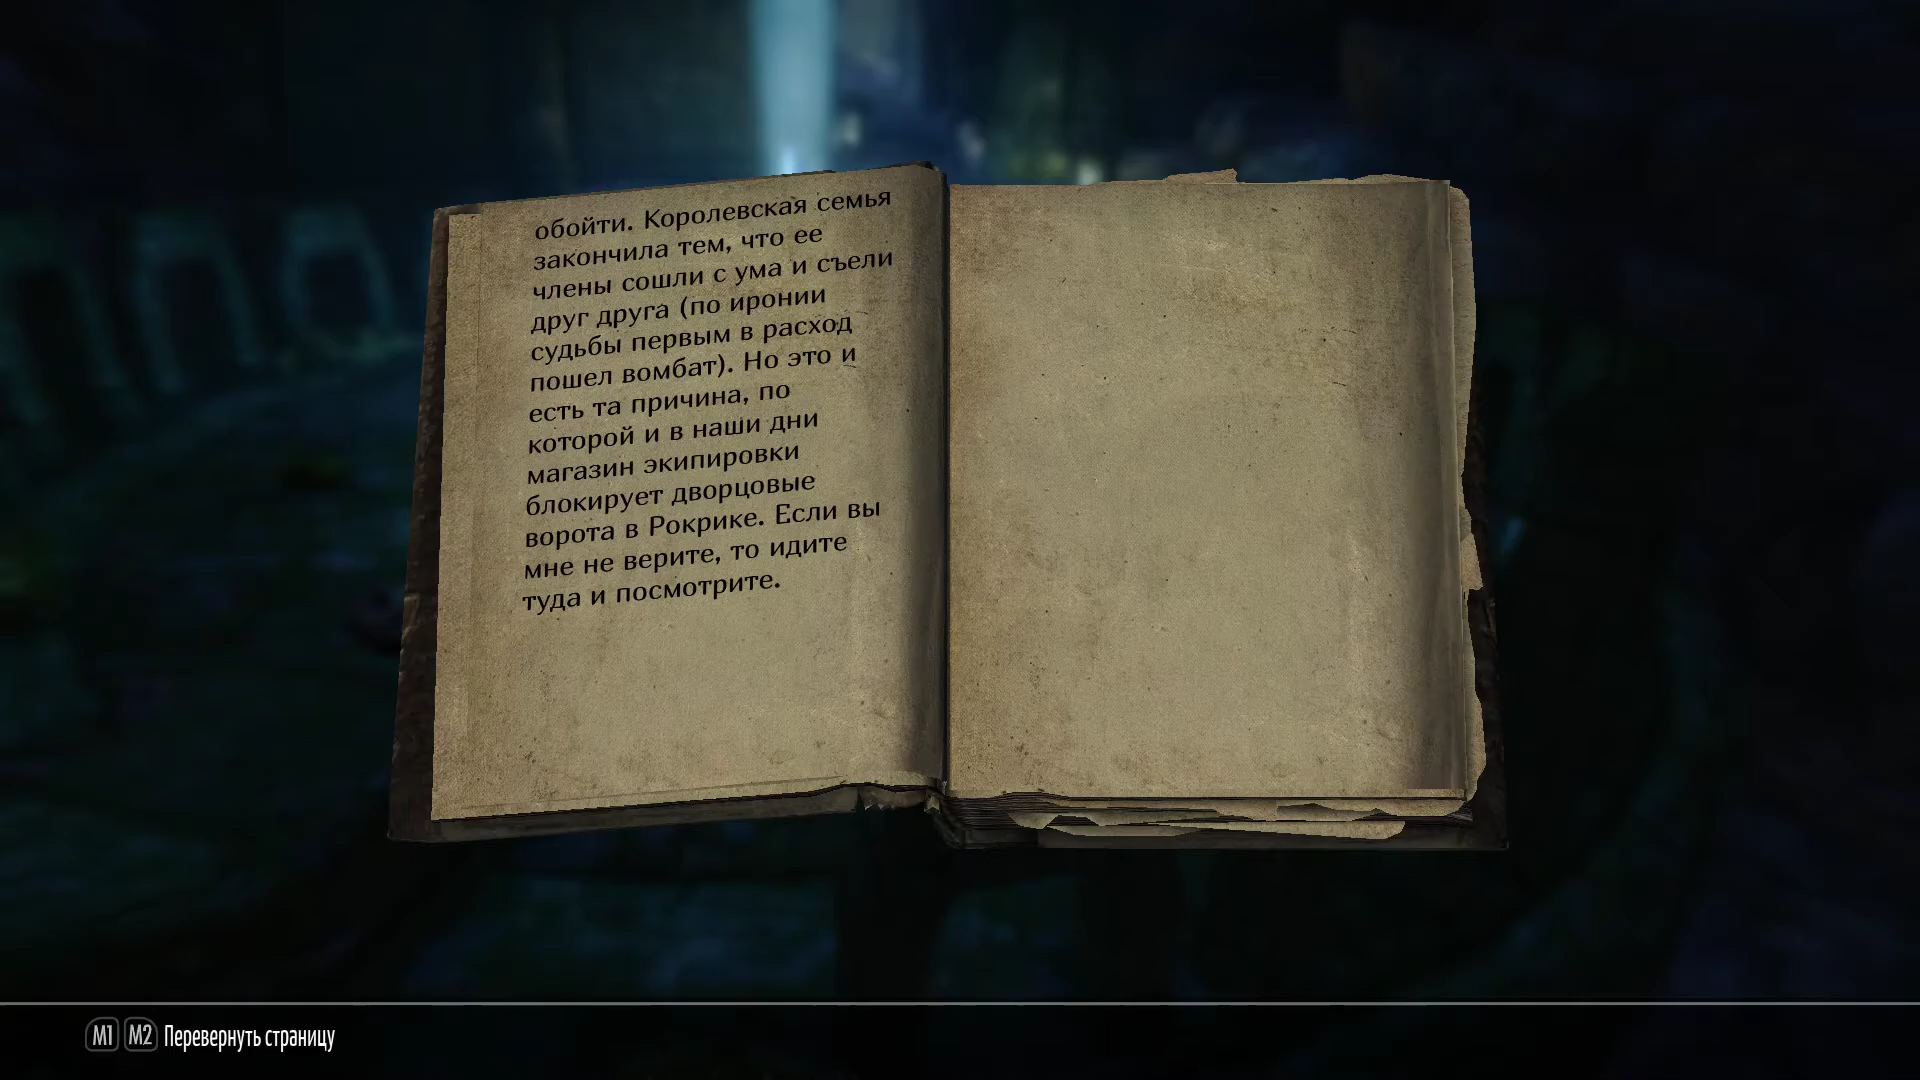 обойти. Королевская семья
закончила тем, что ее
члены сошли с ума и съели
друг друга (по иронии
судьбы первым в расход
пошел вомбат). Но это и
есть та причина, по
которой и в наши дни
магазин экипировки
блокирует дворцовые
ворота в Рокрике. Если вы
мне не верите, то идите
туда и посмотрите.
M1 M2 Перевернуть страницу